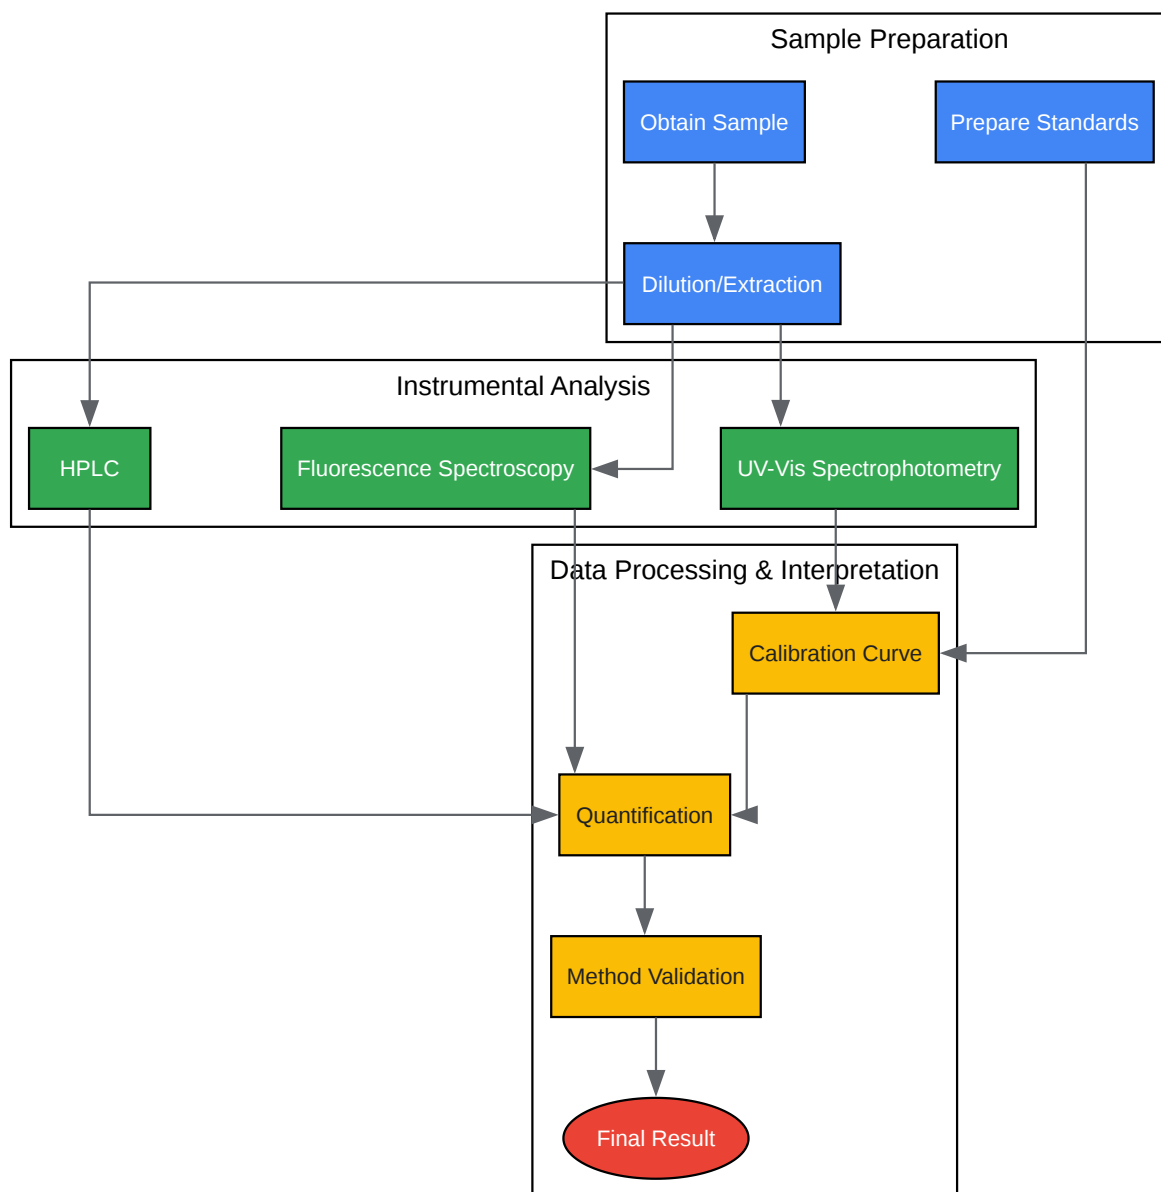 Sample Preparation
Obtain Sample
Prepare Standards
Dilution/Extraction
Instrumental Analysis
HPLC
Fluorescence Spectroscopy
UV-Vis Spectrophotometry
Data Processing & Interpretation
Calibration Curve
Quantification
Method Validation
Final Result